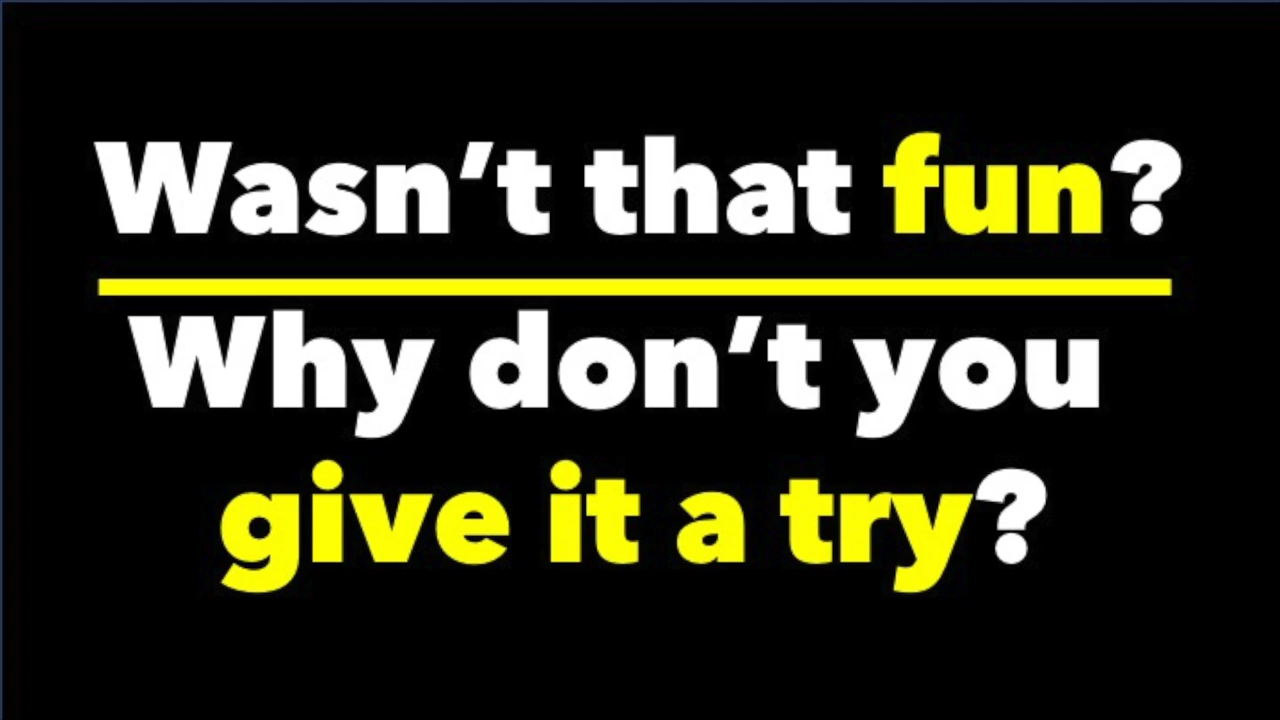 Wasn’t that fun?
Why don’t you
give it a try?